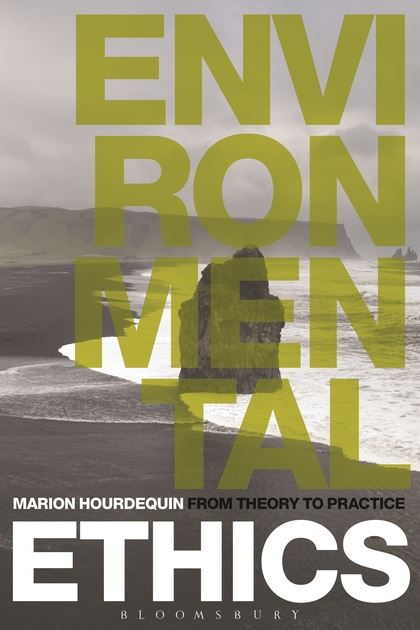 ENVI
RON
MEN
TAL
MARION HOURDEQUIN FROM THEORY TO PRACTICE
ETHICS
BLOOMSBURY